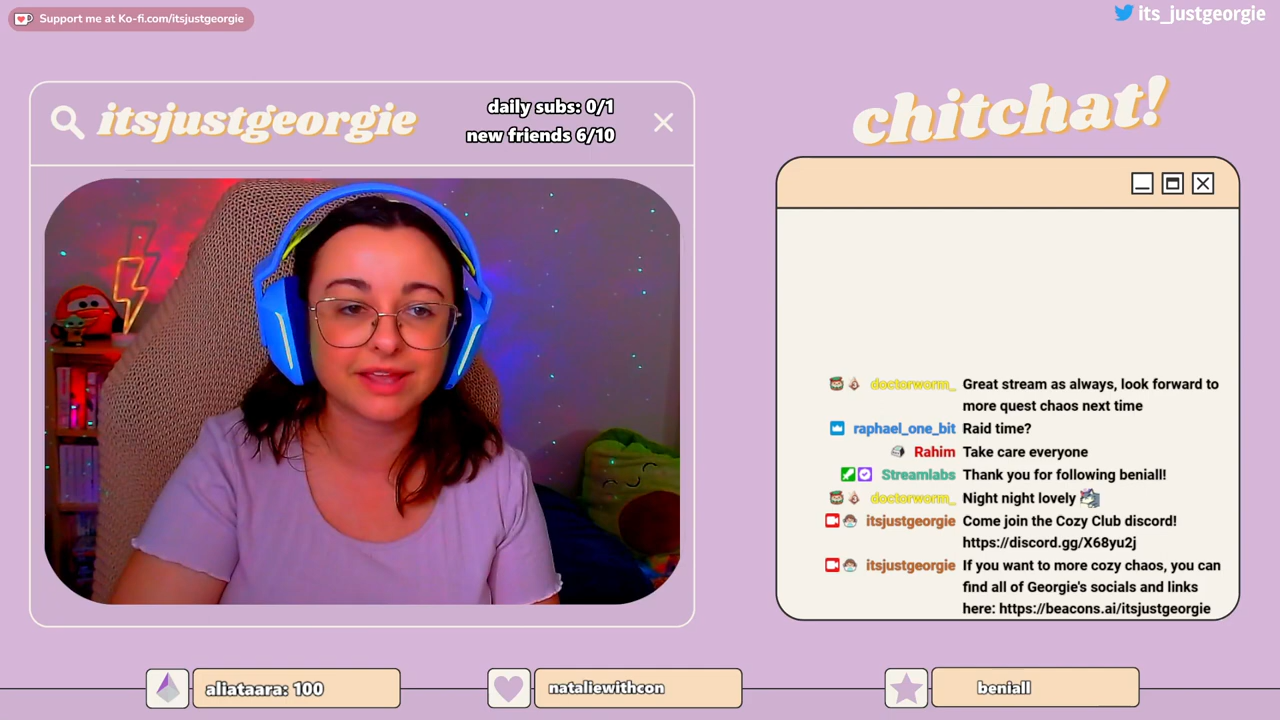 Support me at Ko-fi.com/itsjustgeorgie
its_justgeorgie
itsjustgeorgie
daily subs: 0/1
new friends 6/10
chitchat!
doctorworm_ Great stream as always, look forward to
more quest chaos next time
raphael_one_bit Raid time?
Rahim Take care everyone
Streamlabs Thank you for following beniall!
doctorworm_ Night night lovely
itsjustgeorgie Come join the Cozy Club discord!
https://discord.gg/X68yu2j
itsjustgeorgie If you want to more cozy chaos, you can
find all of Georgie's socials and links
here: https://beacons.ai/itsjustgeorgie
aliataara: 100
nataliewithcon
beniall